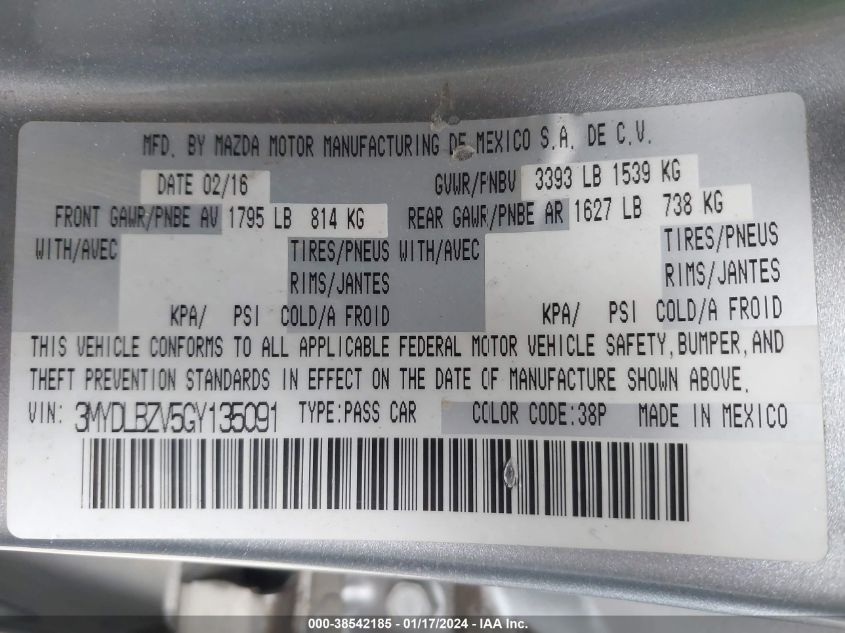 MFD. BY MAZDA MOTOR MANUFACTURING DE MEXICO S.A. DE C.V.
DATE 02/16 GVWR/FNBV 3393 LB 1539 KG
FRONT GAWR/PNBE AV 1795 LB 814 KG REAR GAWR/PNBE AR 1627 LB 738 KG
WITH/AVEC TIRES/PNEUS WITH/AVEC TIRES/PNEUS
RIMS/JANTES RIMS/JANTES
KPA/ PSI COLD/A FROID KPA/ PSI COLD/A FROID
THIS VEHICLE CONFORMS TO ALL APPLICABLE FEDERAL MOTOR VEHICLE SAFETY, BUMPER, AND
THEFT PREVENTION STANDARDS IN EFFECT ON THE DATE OF MANUFACTURE SHOWN ABOVE.
VIN: 3MYDLBZV5GY135091 TYPE:PASS CAR COLOR CODE:38P MADE IN MEXICO
000-38542185 - 01/17/2024 - IAA Inc.